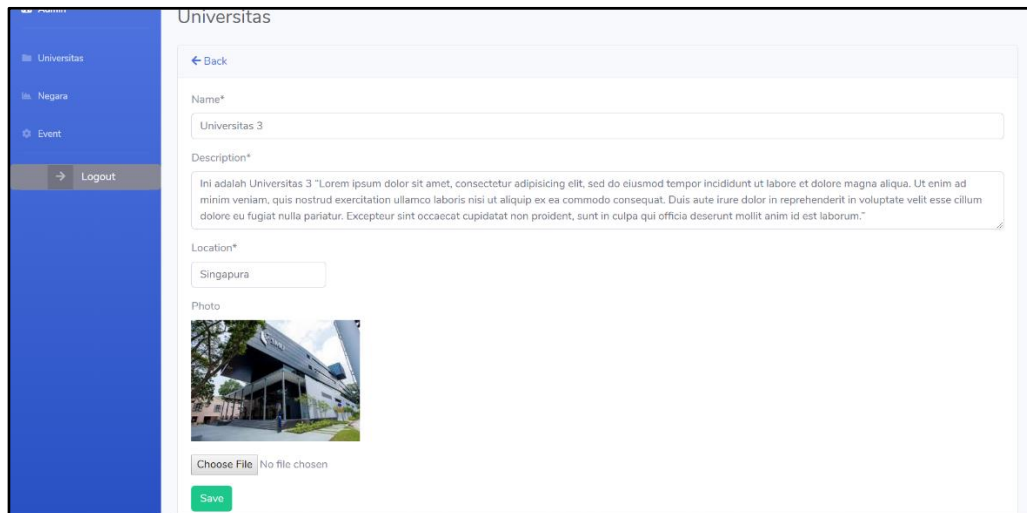 Admin
Universitas
Universitas
Negara
Event
Logout
Back
Name*
Universitas 3
Description*
Ini adalah Universitas 3 "Lorem ipsum dolor sit amet, consectetur adipisicing elit, sed do eiusmod tempor incididunt ut labore et dolore magna aliqua. Ut enim ad
minim veniam, quis nostrud exercitation ullamco laboris nisi ut aliquip ex ea commodo consequat. Duis aute irure dolor in reprehenderit in voluptate velit esse cillum
dolore eu fugiat nulla pariatur. Excepteur sint occaecat cupidatat non proident, sunt in culpa qui officia deserunt mollit anim id est laborum."
Location*
Singapura
Photo
Choose File No file chosen
Save